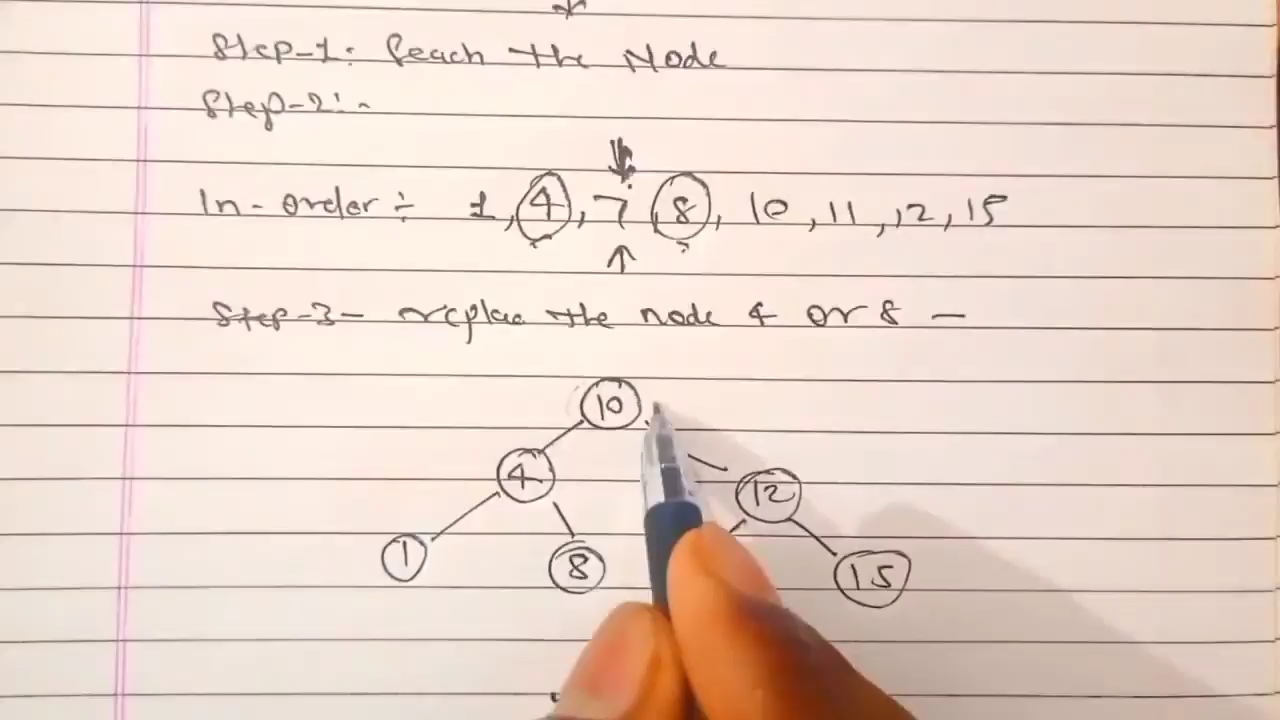 Step-1: Reach the Node
Step-2:-
In-order ÷ 1, 4, 7, 8, 10, 11, 12, 15
Step-3- replac the node 4 or 8 -
10
4
12
1
8
15